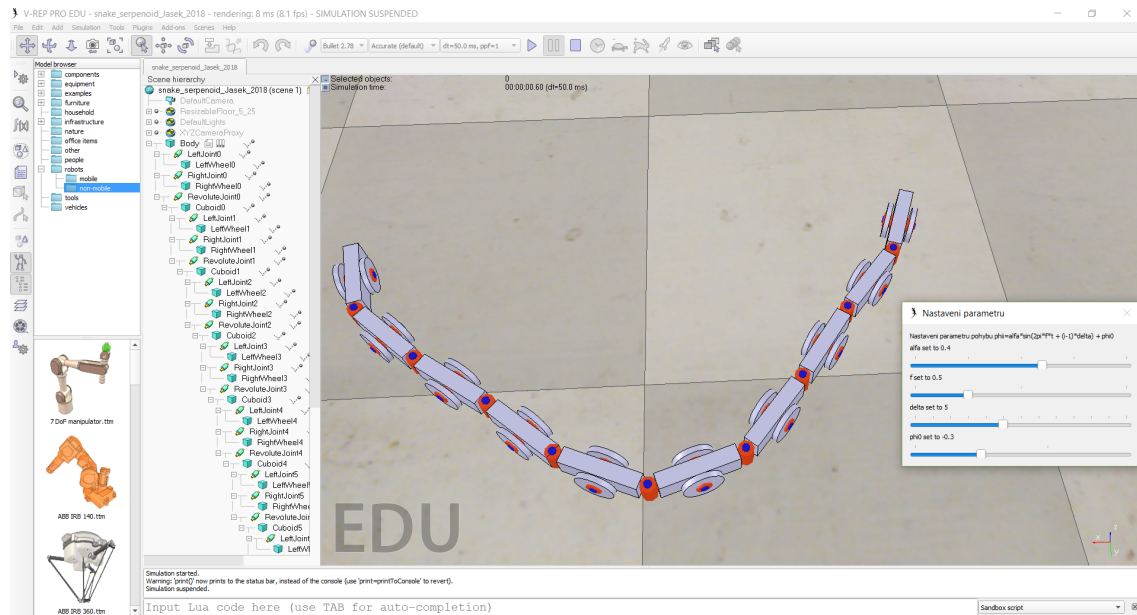 V-REP PRO EDU - snake_serpenoid_Jasek_2018 - rendering: 8 ms (8.1 fps) - SIMULATION SUSPENDED
File Edit Add Simulation Tools Plugins Add-ons Scenes Help
Bullet 2.78 Accurate (default) dt=50.0 ms, ppf=1
Model browser
components
equipment
examples
furniture
household
infrastructure
nature
office items
other
people
robots
mobile
non-mobile
tools
vehicles
7 DoF manipulator.ttm
ABB IRB 140.ttm
ABB IRB 360.ttm
snake_serpenoid_Jasek_2018
Scene hierarchy
snake_serpenoid_Jasek_2018 (scene 1)
DefaultCamera
ResizableFloor_5_25
DefaultLights
XYZCameraProxy
Body
LeftJoint0
LeftWheel0
RightJoint0
RightWheel0
RevoluteJoint0
Cuboid0
LeftJoint1
LeftWheel1
RightJoint1
RightWheel1
RevoluteJoint1
Cuboid1
LeftJoint2
LeftWheel2
RightJoint2
RightWheel2
RevoluteJoint2
Cuboid2
LeftJoint3
LeftWheel3
RightJoint3
RightWheel3
RevoluteJoint3
Cuboid3
LeftJoint4
LeftWheel4
RightJoint4
RightWheel4
RevoluteJoint4
Cuboid4
LeftJoint5
LeftWheel
RightJoint5
RightWhe
RevoluteJoir
Cuboid5
LeftJoint
LeftW
Selected objects: 0
Simulation time: 00:00:00.60 (dt=50.0 ms)
EDU
Nastaveni parametru
Nastaveni parametru pohybu phii=alfa*sin(2pi*f*t + (i-1)*delta) + phi0
alfa set to 0.4
f set to 0.5
delta set to 5
phi0 set to -0.3
x
y
z
Simulation started.
Warning: 'print()' now prints to the status bar, instead of the console (use 'print=printToConsole' to revert).
Simulation suspended.
Input Lua code here (use TAB for auto-completion)
Sandbox script